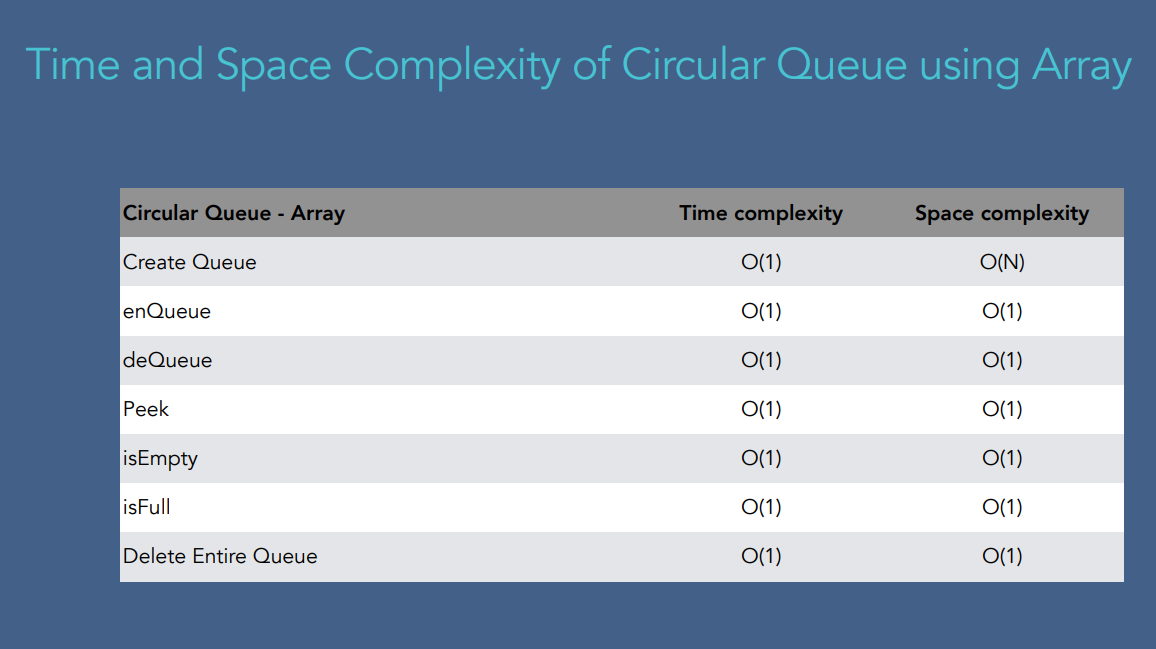 Time and Space Complexity of Circular Queue using Array
Circular Queue - Array Time complexity Space complexity
Create Queue O(1) O(N)
enQueue O(1) O(1)
deQueue O(1) O(1)
Peek O(1) O(1)
isEmpty O(1) O(1)
isFull O(1) O(1)
Delete Entire Queue O(1) O(1)